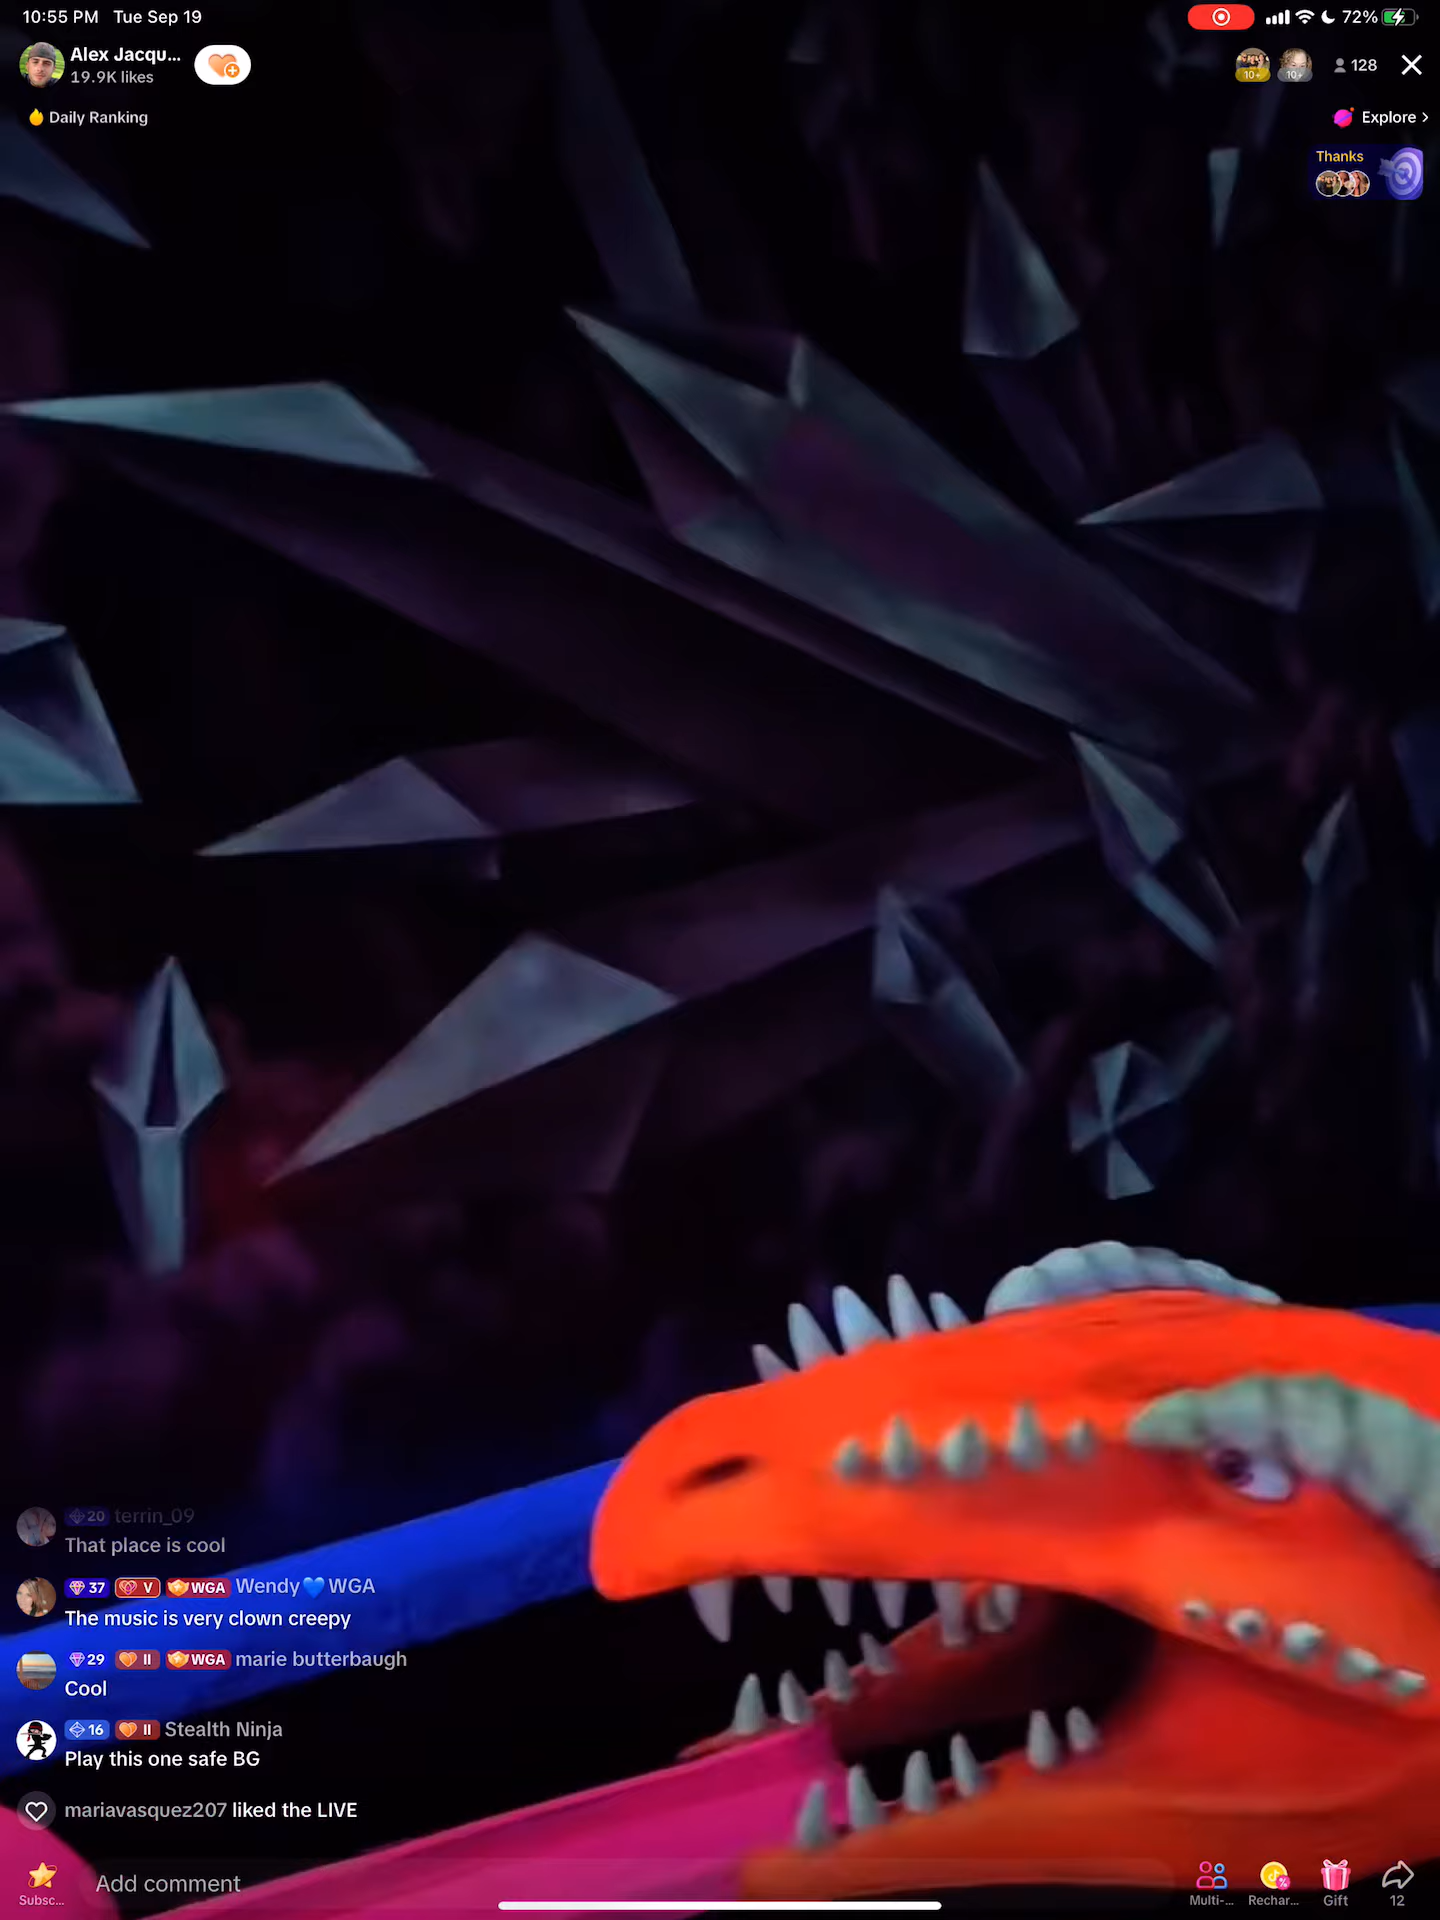 10:55 PM Tue Sep 19
72%
Alex Jacqu...
19.9K likes
10+
10+
128
Daily Ranking
Explore >
Thanks
20 terrin_09
That place is cool
37 V WGA Wendy💙WGA
The music is very clown creepy
29 II WGA marie butterbaugh
Cool
16 II Stealth Ninja
Play this one safe BG
mariavasquez207 liked the LIVE
Subsc...
Add comment
Multi-...
Rechar...
Gift
12